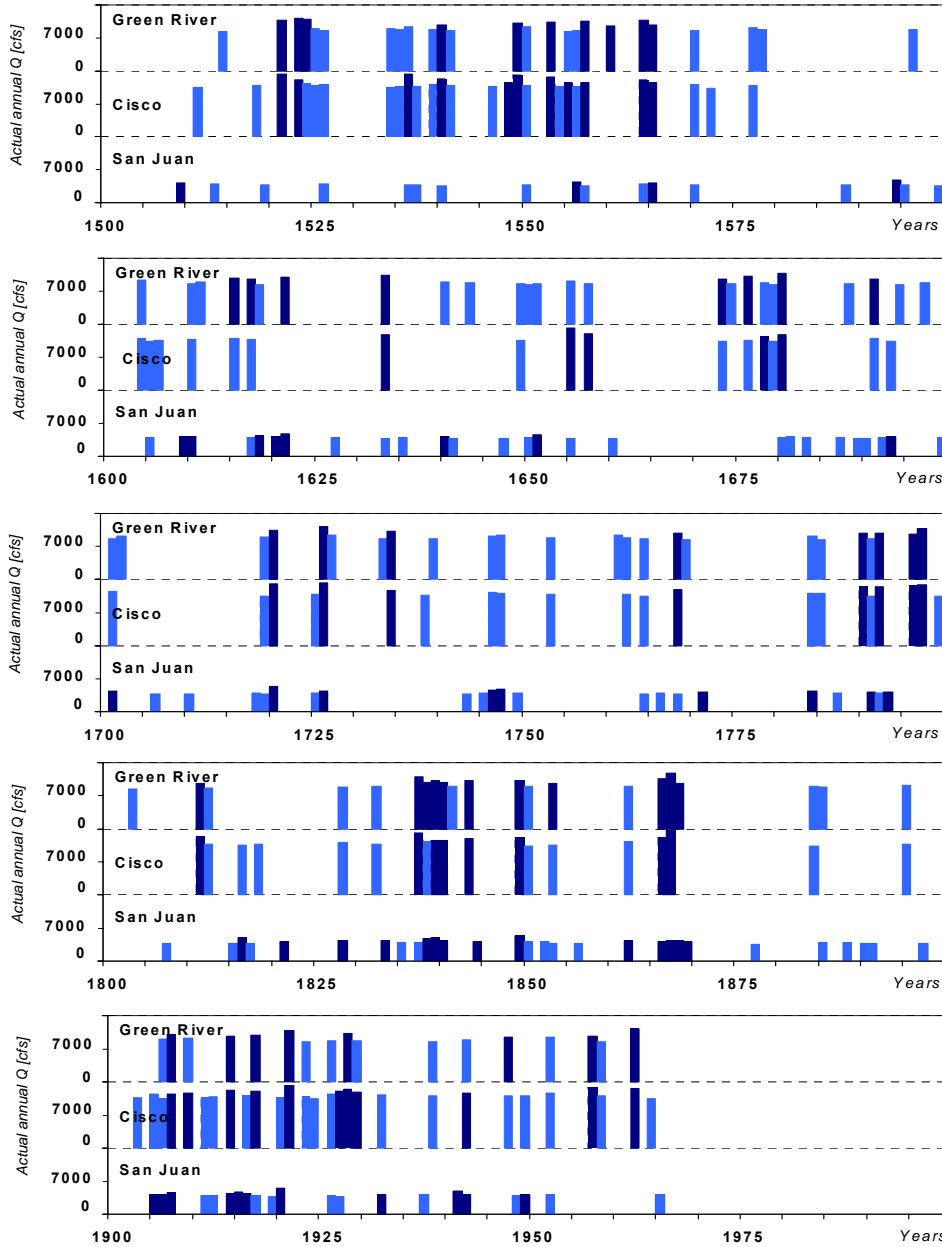 Actual annual Q [cfs]
Green River
7000
0
Cisco
7000
0
San Juan
7000
0
1500 1525 1550 1575 Years
Actual annual Q [cfs]
Green River
7000
0
Cisco
7000
0
San Juan
7000
0
1600 1625 1650 1675 Years
Actual annual Q [cfs]
Green River
7000
0
Cisco
7000
0
San Juan
7000
0
1700 1725 1750 1775 Years
Actual annual Q [cfs]
Green River
7000
0
Cisco
7000
0
San Juan
7000
0
1800 1825 1850 1875 Years
Actual annual Q [cfs]
Green River
7000
0
Cisco
7000
0
San Juan
7000
0
1900 1925 1950 1975 Years